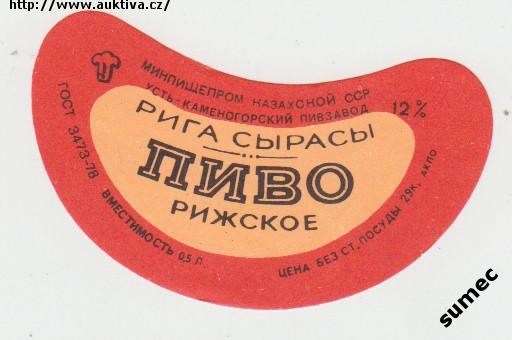 http://www.auktiva.cz/
МИНПИЩЕПРОМ КАЗАХСКОЙ ССР
УСТЬ-КАМЕНОГОРСКИЙ ПИВЗАВОД
12%
РИГА СЫРАСЫ
ПИВО
РИЖСКОЕ
ГОСТ 3473-78
ВМЕСТИМОСТЬ 0,5 Л
ЦЕНА БЕЗ СТ. ПОСУДЫ 29К. АКПО
sumec